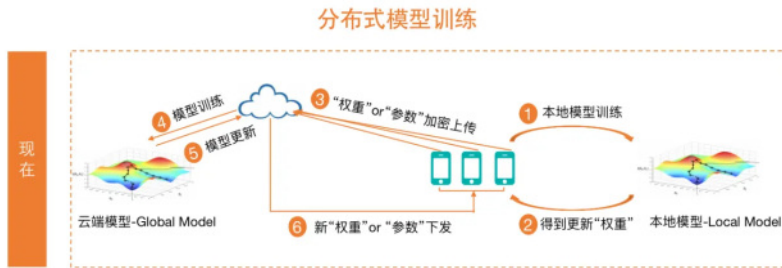 分布式模型训练
现在
④ 模型训练
⑤ 模型更新
③ “权重”or“参数”加密上传
① 本地模型训练
云端模型-Global Model
⑥ 新“权重”or “参数”下发
② 得到更新“权重”
本地模型-Local Model